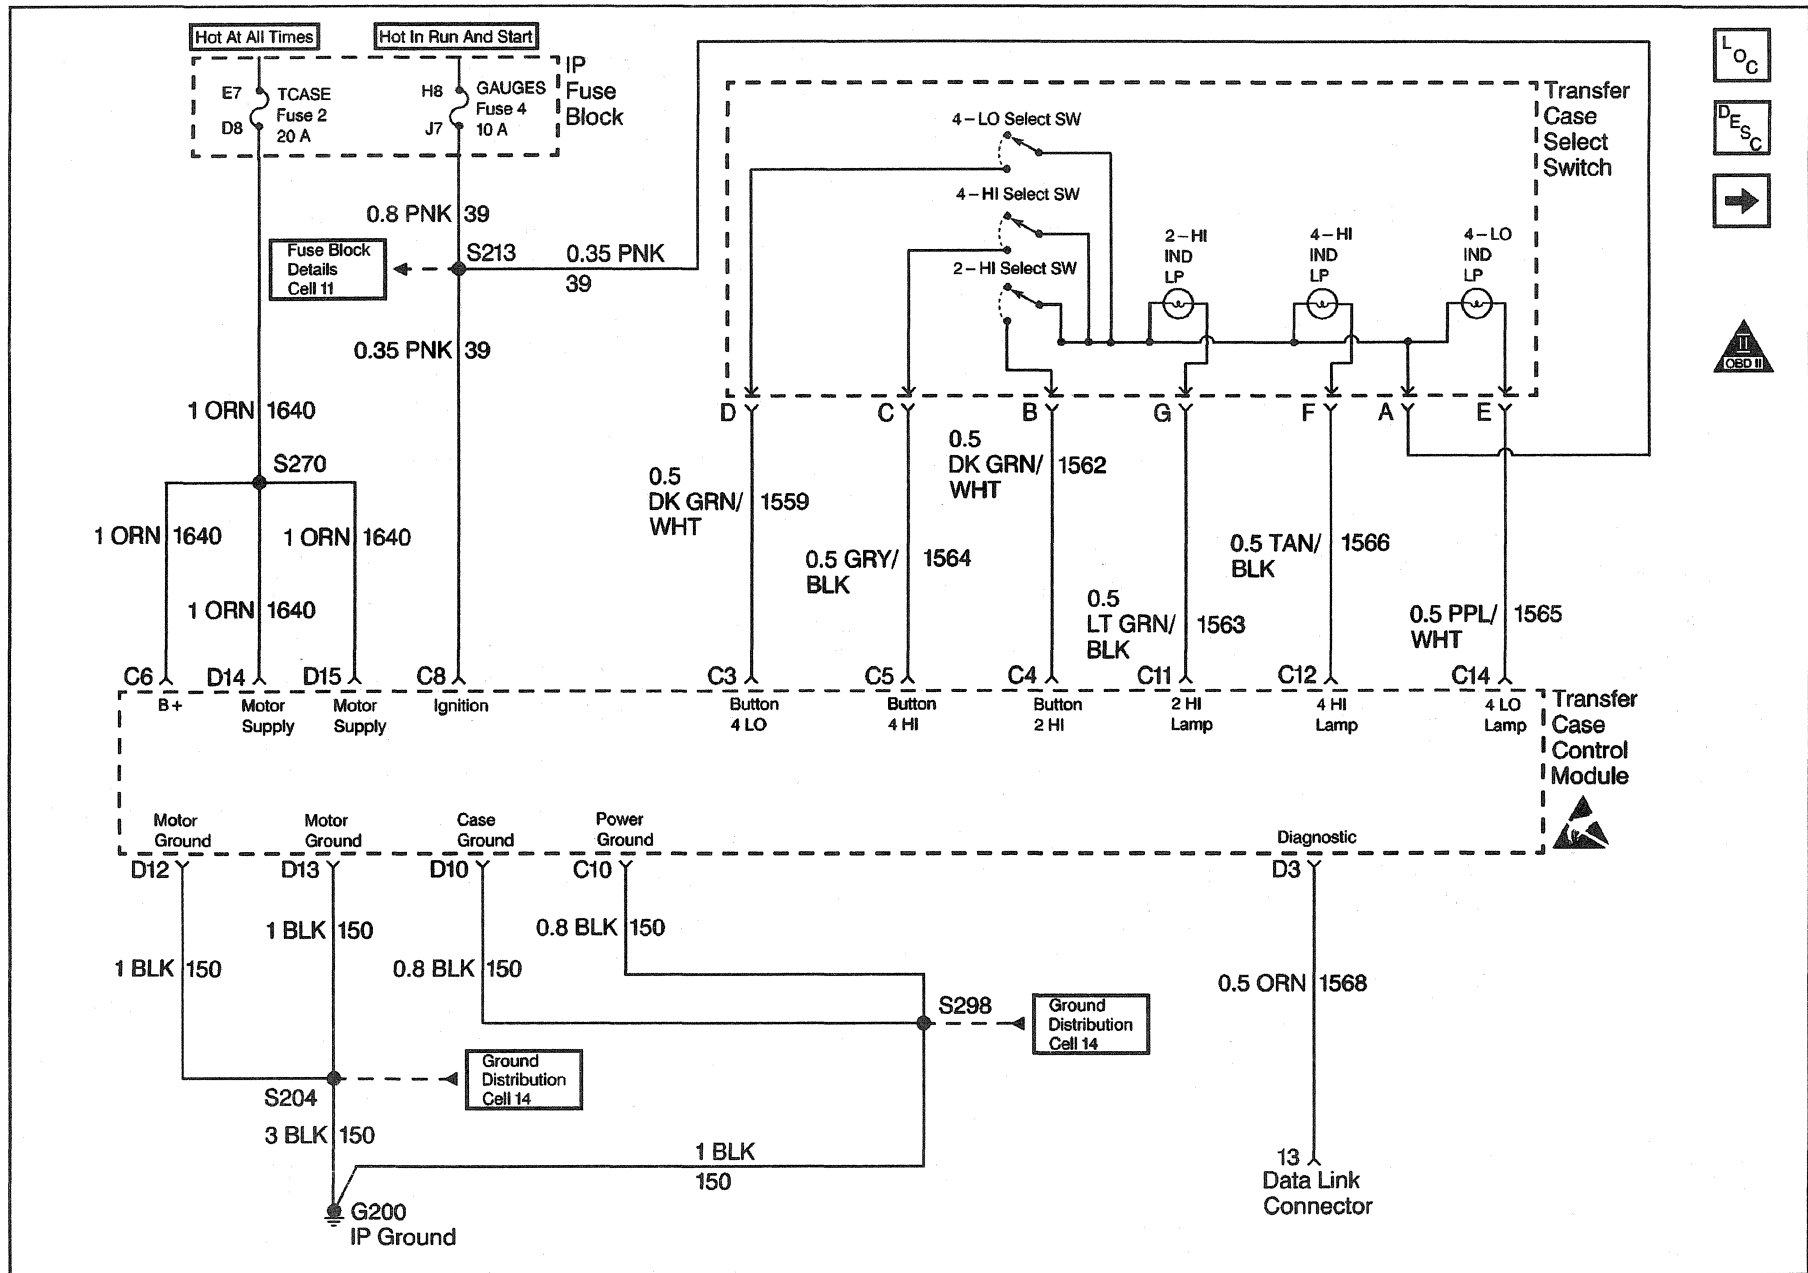 Hot At All Times
Hot In Run And Start
E7
D8
TCASE
Fuse 2
20 A
H8
J7
GAUGES
Fuse 4
10 A
IP
Fuse
Block
L O C
D E S C
Transfer
Case
Select
Switch
4–LO Select SW
4–HI Select SW
2–HI Select SW
2–HI
IND
LP
4–HI
IND
LP
4–LO
IND
LP
II
OBD II
0.8 PNK 39
Fuse Block
Details
Cell 11
S213
0.35 PNK
39
0.35 PNK 39
1 ORN 1640
S270
1 ORN 1640
1 ORN 1640
1 ORN 1640
D
C
B
G
F
A
E
0.5
DK GRN/
WHT
1559
0.5 GRY/
BLK
1564
0.5
DK GRN/
WHT
1562
0.5
LT GRN/
BLK
1563
0.5 TAN/
BLK
1566
0.5 PPL/
WHT
1565
C6
D14
D15
C8
C3
C5
C4
C11
C12
C14
B+
Motor
Supply
Motor
Supply
Ignition
Button
4 LO
Button
4 HI
Button
2 HI
2 HI
Lamp
4 HI
Lamp
4 LO
Lamp
Transfer
Case
Control
Module
Motor
Ground
Motor
Ground
Case
Ground
Power
Ground
Diagnostic
D12
D13
D10
C10
D3
1 BLK 150
1 BLK 150
0.8 BLK 150
0.8 BLK 150
0.5 ORN 1568
S298
Ground
Distribution
Cell 14
Ground
Distribution
Cell 14
S204
3 BLK 150
1 BLK
150
G200
IP Ground
13
Data Link
Connector